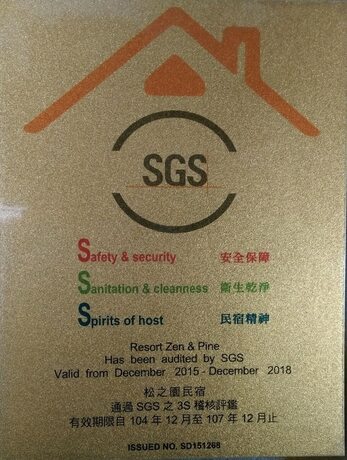 SGS
Safety & security 安全保障
Sanitation & cleanness 衛生乾淨
Spirits of host 民宿精神
Resort Zen & Pine
Has been audited by SGS
Valid from December 2015 - December 2018
松之園民宿
通過 SGS 之 3S 稽核評鑑
有效期限自 104 年 12 月至 107 年 12 月止
ISSUED NO. SD151268